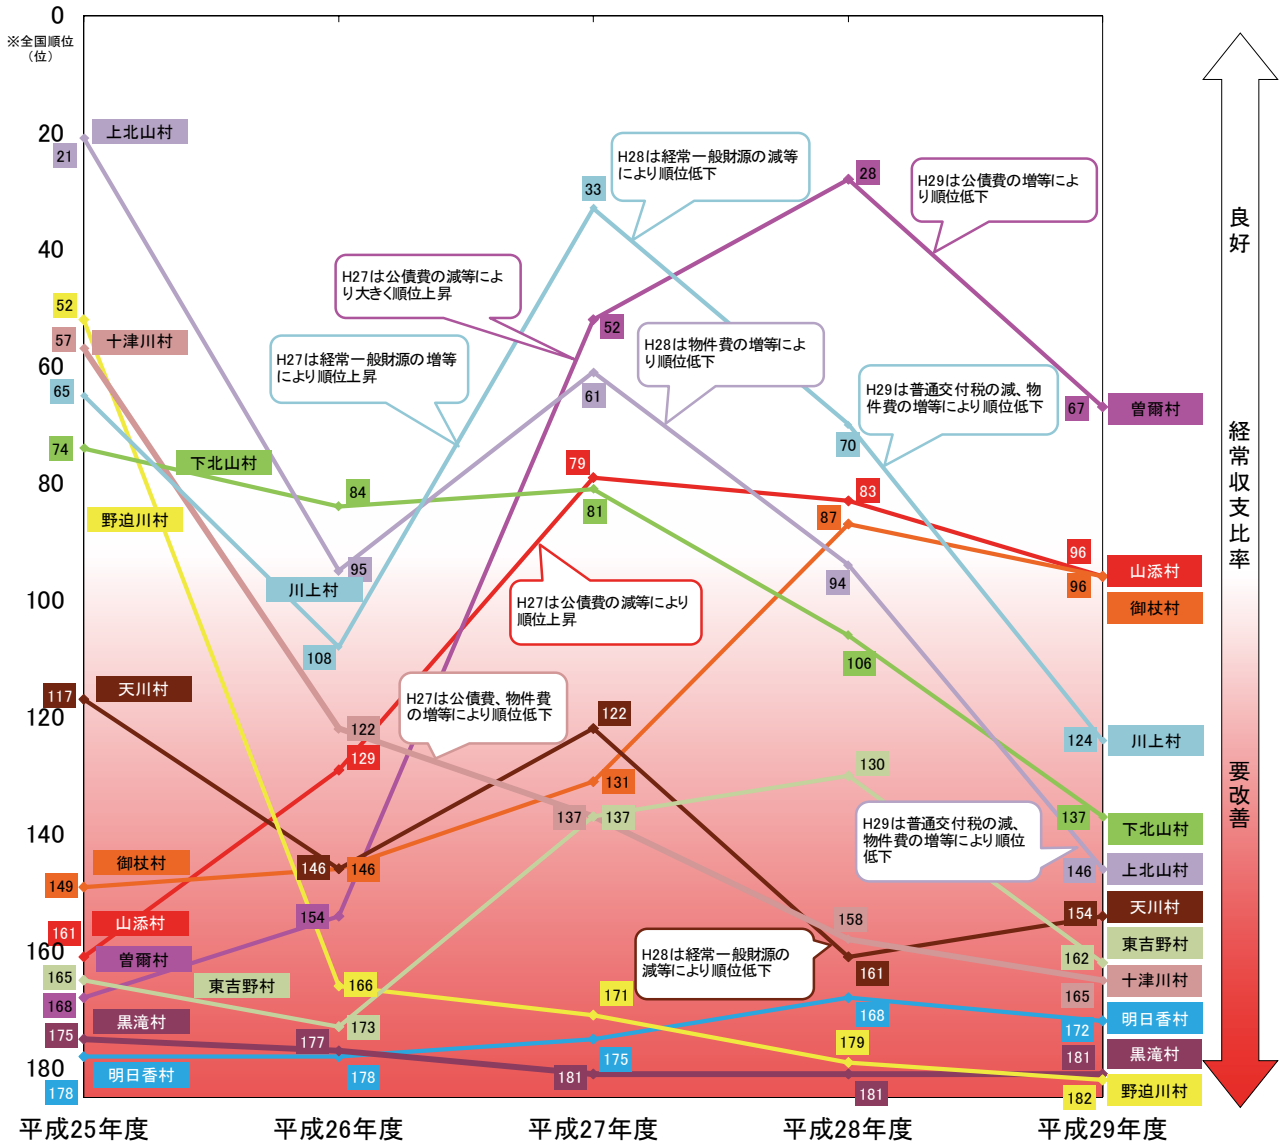 0
※全国順位
(位)
20
40
60
80
100
120
140
160
180
上北山村
21
52
十津川村
57
65
74
下北山村
野迫川村
川上村
天川村
117
御杖村
149
山添村
161
曽爾村
165
168
東吉野村
黒滝村
175
明日香村
178
84
95
108
122
129
146
146
154
166
173
177
178
33
52
61
79
81
122
131
137
137
171
175
181
28
70
83
87
94
106
130
158
161
168
179
181
H28は経常一般財源の減等
により順位低下
H29は公債費の増等によ
り順位低下
H27は公債費の減等によ
り大きく順位上昇
H27は経常一般財源の増等
により順位上昇
H28は物件費の増等によ
り順位低下
H29は普通交付税の減、物
件費の増等により順位低下
H27は公債費の減等により
順位上昇
H27は公債費、物件費
の増等により順位低下
H29は普通交付税の減、
物件費の増等により順位
低下
H28は経常一般財源の
減等により順位低下
67
曽爾村
96
山添村
96
御杖村
124
川上村
137
下北山村
146
上北山村
154
天川村
162
東吉野村
165
十津川村
172
明日香村
181
黒滝村
182
野迫川村
良好
経常収支比率
要改善
平成25年度
平成26年度
平成27年度
平成28年度
平成29年度